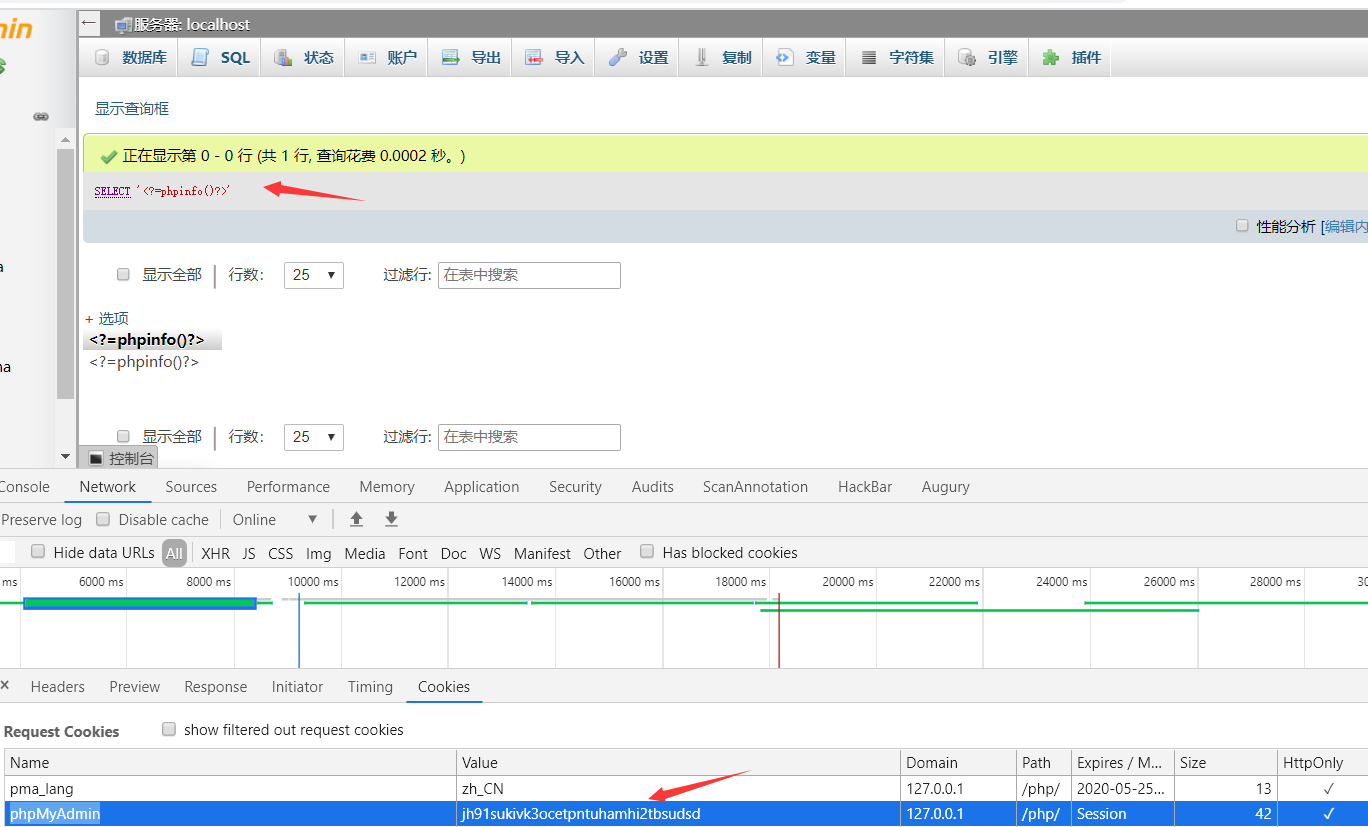 in
服务器: localhost
数据库 SQL 状态 账户 导出 导入 设置 复制 变量 字符集 引擎 插件
显示查询框
正在显示第 0 - 0 行 (共 1 行, 查询花费 0.0002 秒。)
SELECT '<?=phpinfo()?>'
性能分析 [编辑内
a
显示全部 行数: 25 过滤行: 在表中搜索
+ 选项
<?=phpinfo()?>
<?=phpinfo()?>
na
显示全部 行数: 25 过滤行: 在表中搜索
控制台
Console Network Sources Performance Memory Application Security Audits ScanAnnotation HackBar Augury
Preserve log Disable cache Online
Hide data URLs All XHR JS CSS Img Media Font Doc WS Manifest Other Has blocked cookies
ms 6000 ms 8000 ms 10000 ms 12000 ms 14000 ms 16000 ms 18000 ms 20000 ms 22000 ms 24000 ms 26000 ms 28000 ms 30
× Headers Preview Response Initiator Timing Cookies
Request Cookies show filtered out request cookies
Name Value Domain Path Expires / M... Size HttpOnly
pma_lang zh_CN 127.0.0.1 /php/ 2020-05-25... 13 ✓
phpMyAdmin jh91sukivk3ocetpntuhamhi2tbsudsd 127.0.0.1 /php/ Session 42 ✓